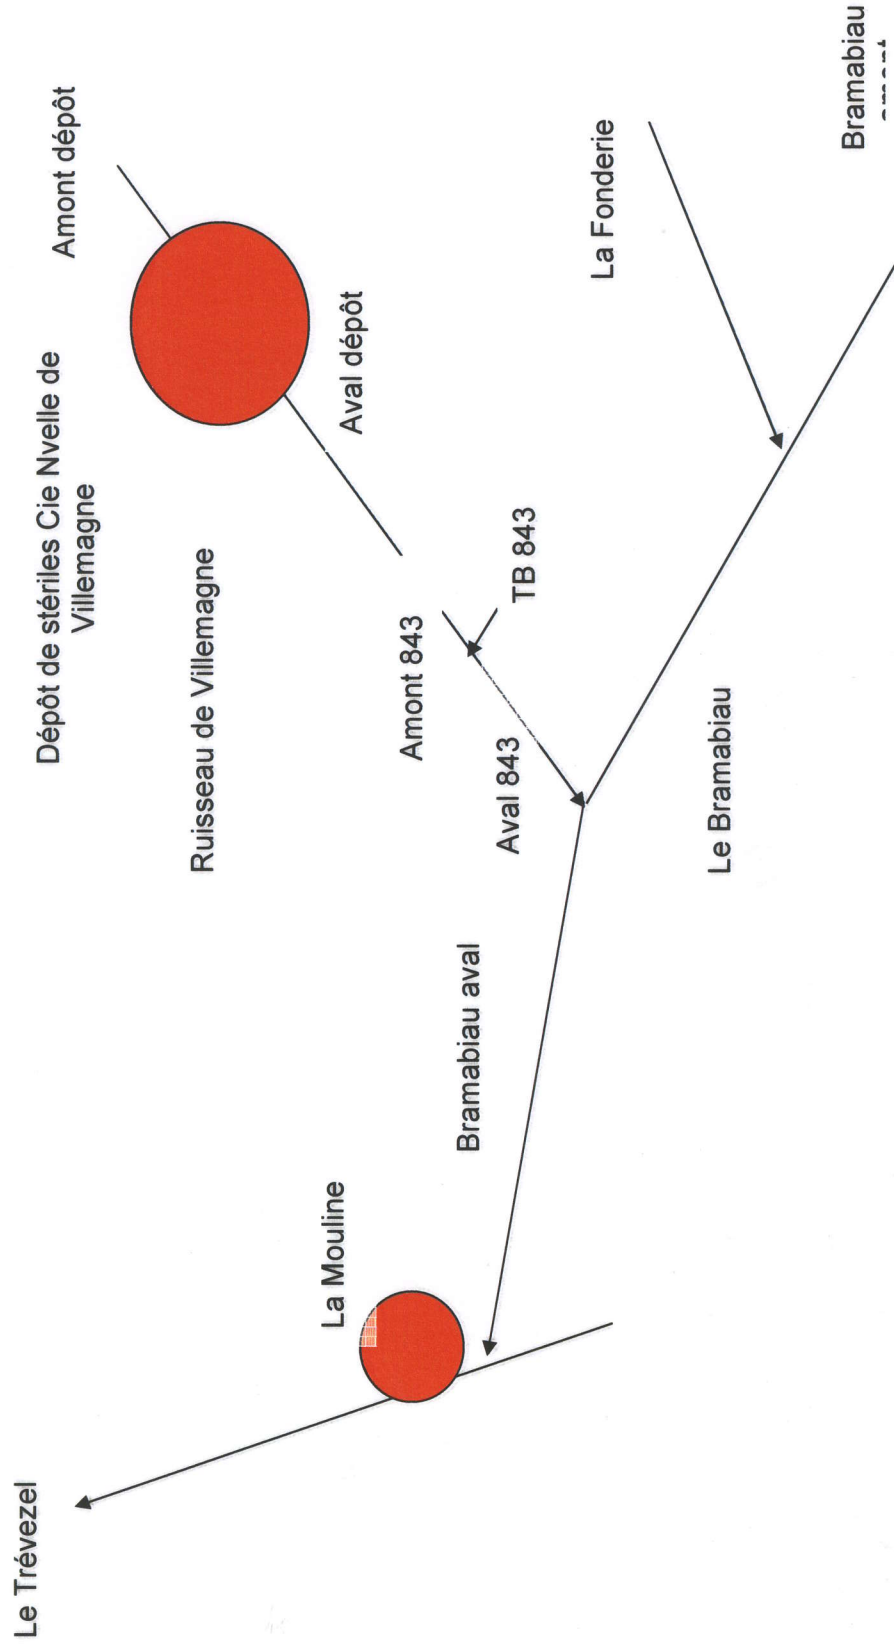 Dépôt de stériles Cie Nvelle de
Villemagne
Amont dépôt
Le Trévezel
Ruisseau de Villemagne
La Mouline
Aval dépôt
Amont 843
Bramabiau aval
Aval 843
TB 843
La Fonderie
Le Bramabiau
Bramabiau